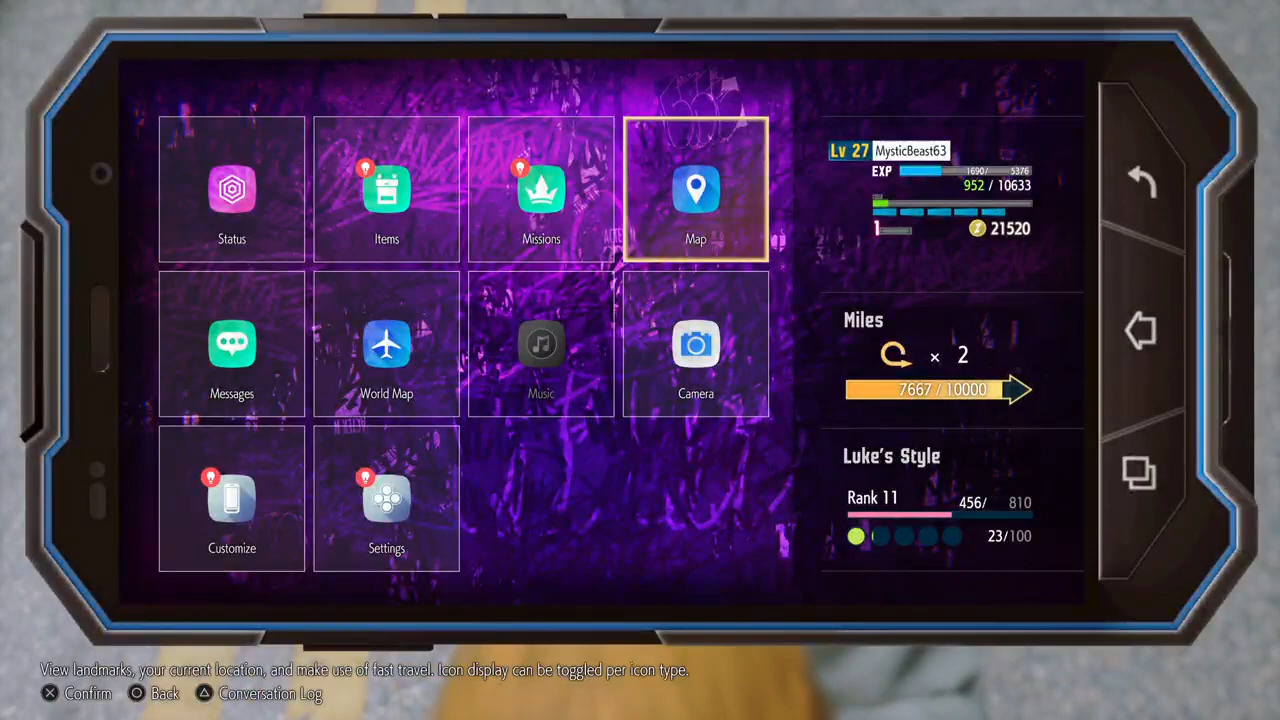 Status
Items
Missions
Map
Messages
World Map
Music
Camera
Customize
Settings
Lv 27 MysticBeast63
EXP 1690/ 5376
952 / 10633
1 21520
Miles
× 2
7667 / 10000
Luke's Style
Rank 11 456/ 810
23/100
View landmarks, your current location, and make use of fast travel. Icon display can be toggled per icon type.
Confirm Back Conversation Log